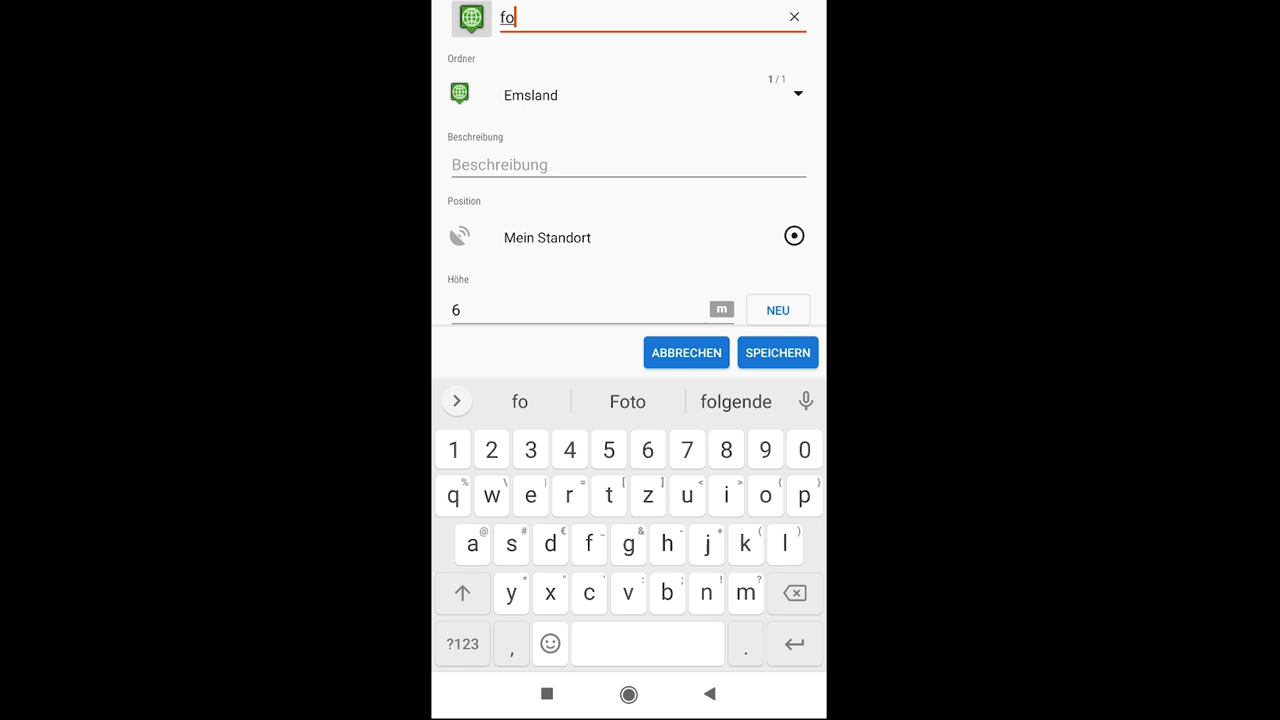 fo
Ordner
1 / 1
Emsland
Beschreibung
Beschreibung
Position
Mein Standort
Höhe
6 m NEU
ABBRECHEN SPEICHERN
fo Foto folgende
1 2 3 4 5 6 7 8 9 0
% \ | = [ ] < > { }
q w e r t z u i o p
@ # € _ & - + ( )
a s d f g h j k l
* " ' : ; ! ?
y x c v b n m
?123 , .